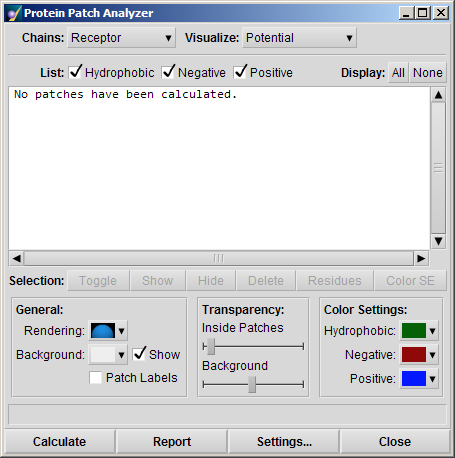 Protein Patch Analyzer
Chains: Receptor Visualize: Potential
List: Hydrophobic Negative Positive Display: All None
No patches have been calculated.
Selection: Toggle Show Hide Delete Residues Color SE
General:
Rendering:
Background: Show
Patch Labels
Transparency:
Inside Patches
Background
Color Settings:
Hydrophobic:
Negative:
Positive:
Calculate Report Settings... Close